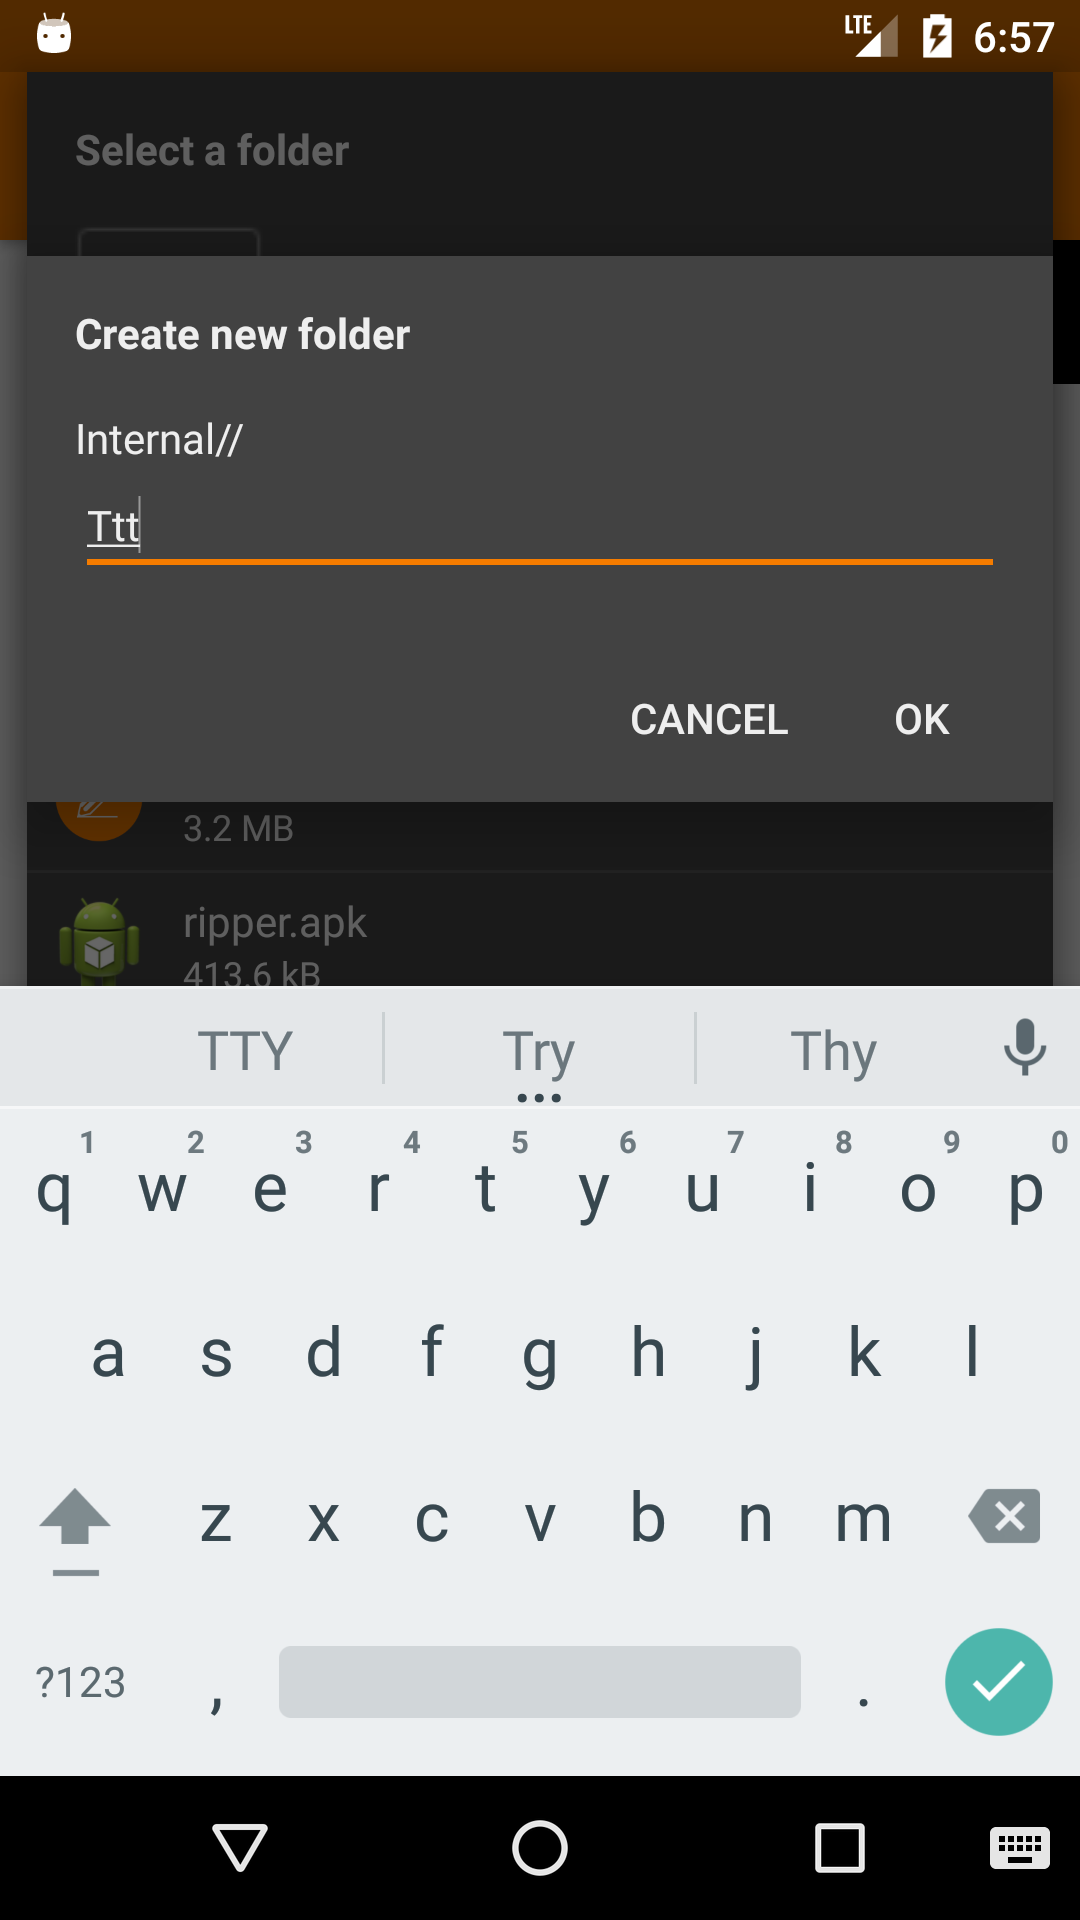 LTE 6:57
Select a folder
Create new folder
Internal//
Ttt
CANCEL OK
3.2 MB
ripper.apk
413.6 kB
TTY Try Thy
1 2 3 4 5 6 7 8 9 0
q w e r t y u i o p
a s d f g h j k l
z x c v b n m
?123 , .